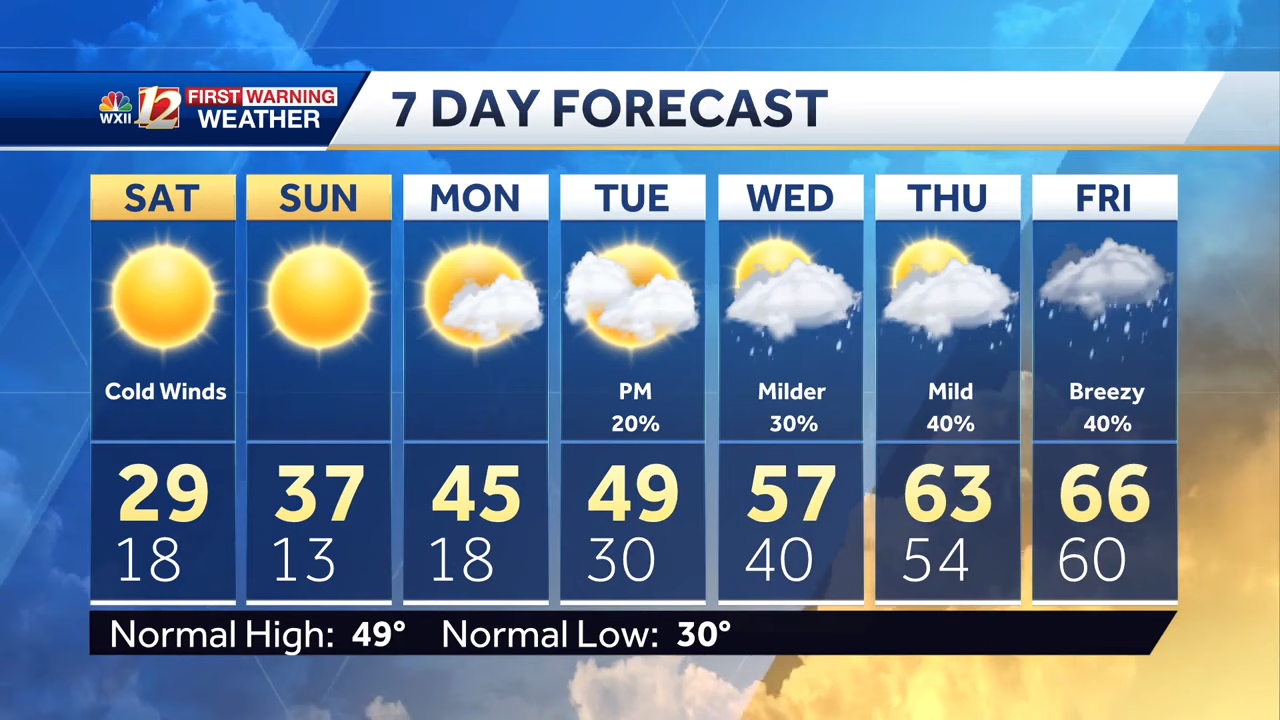 WXII 12 FIRST WARNING WEATHER
7 DAY FORECAST
SAT
Cold Winds
29
18
SUN
37
13
MON
45
18
TUE
PM
20%
49
30
WED
Milder
30%
57
40
THU
Mild
40%
63
54
FRI
Breezy
40%
66
60
Normal High: 49° Normal Low: 30°